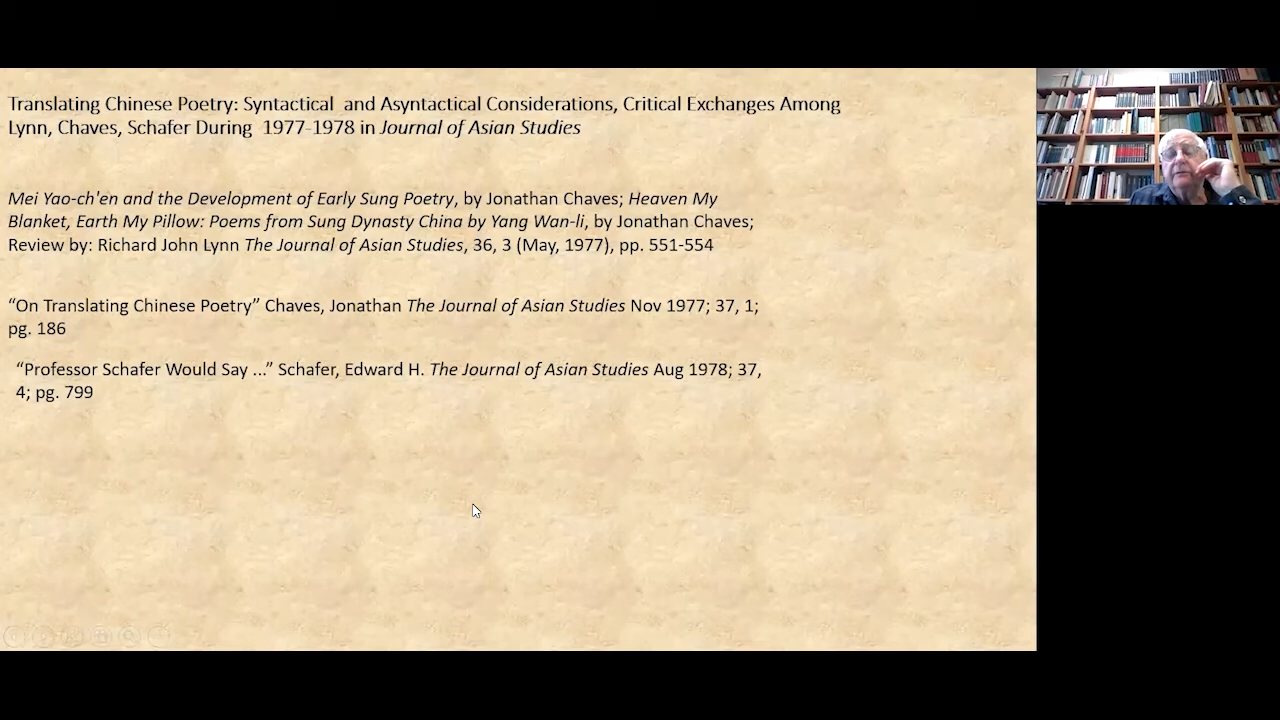 Translating Chinese Poetry: Syntactical  and Asyntactical Considerations, Critical Exchanges Among
Lynn, Chaves, Schafer During  1977-1978 in Journal of Asian Studies
Mei Yao-ch'en and the Development of Early Sung Poetry, by Jonathan Chaves; Heaven My
Blanket, Earth My Pillow: Poems from Sung Dynasty China by Yang Wan-li, by Jonathan Chaves;
Review by: Richard John Lynn The Journal of Asian Studies, 36, 3 (May, 1977), pp. 551-554
“On Translating Chinese Poetry” Chaves, Jonathan The Journal of Asian Studies Nov 1977; 37, 1;
pg. 186
“Professor Schafer Would Say ...” Schafer, Edward H. The Journal of Asian Studies Aug 1978; 37,
4; pg. 799